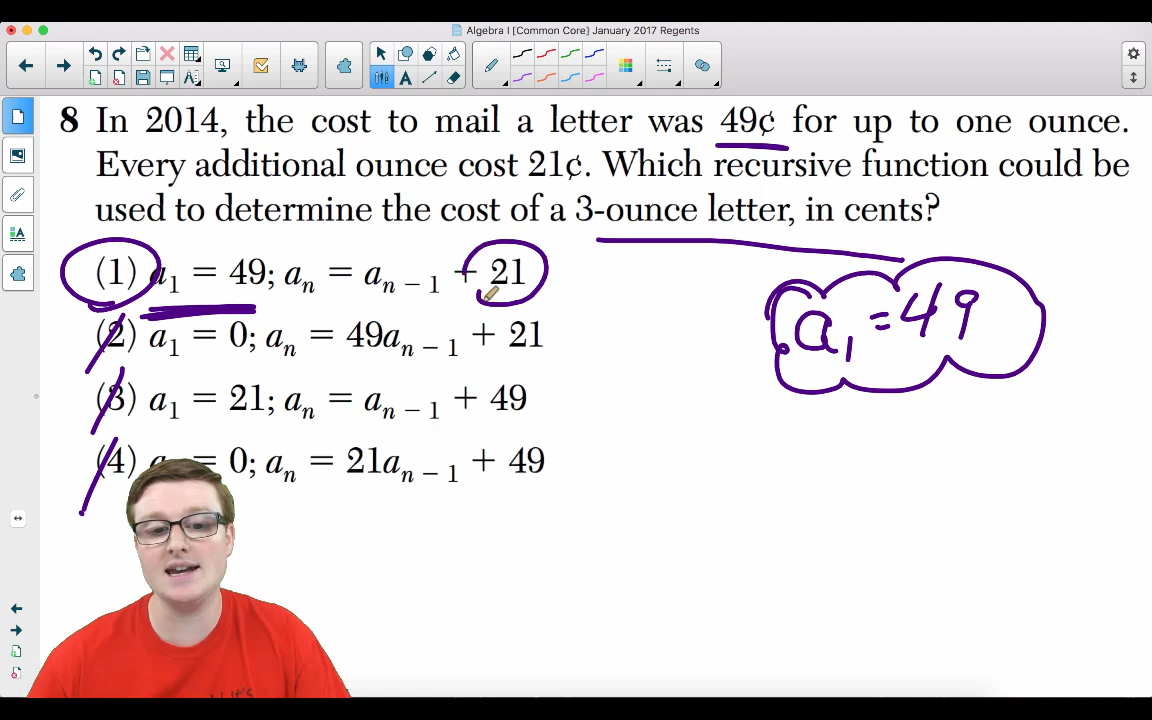 Algebra I [Common Core] January 2017 Regents
8 In 2014, the cost to mail a letter was 49¢ for up to one ounce.
Every additional ounce cost 21¢. Which recursive function could be
used to determine the cost of a 3-ounce letter, in cents?
(1) a₁ = 49; aₙ = aₙ₋₁ + 21
(2) a₁ = 0; aₙ = 49aₙ₋₁ + 21
(3) a₁ = 21; aₙ = aₙ₋₁ + 49
(4) a = 0; aₙ = 21aₙ₋₁ + 49
a₁ = 49